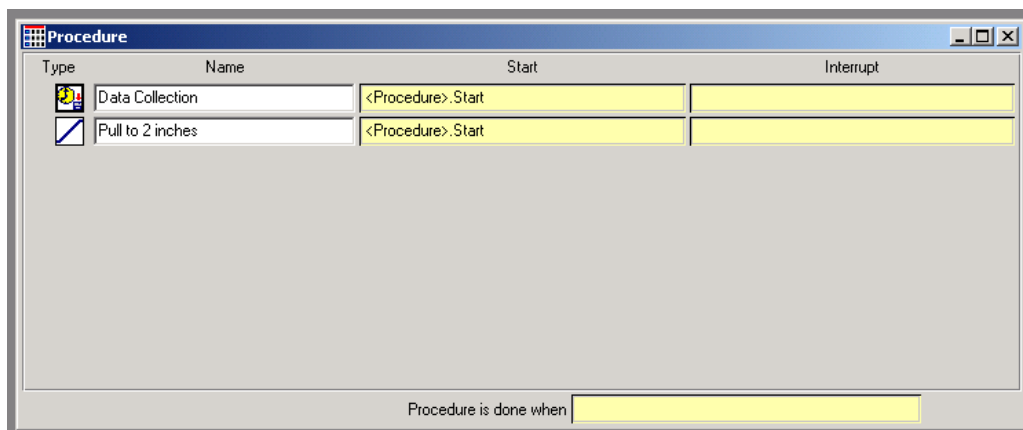 Procedure
Type Name Start Interrupt
Data Collection <Procedure>.Start
Pull to 2 inches <Procedure>.Start
Procedure is done when